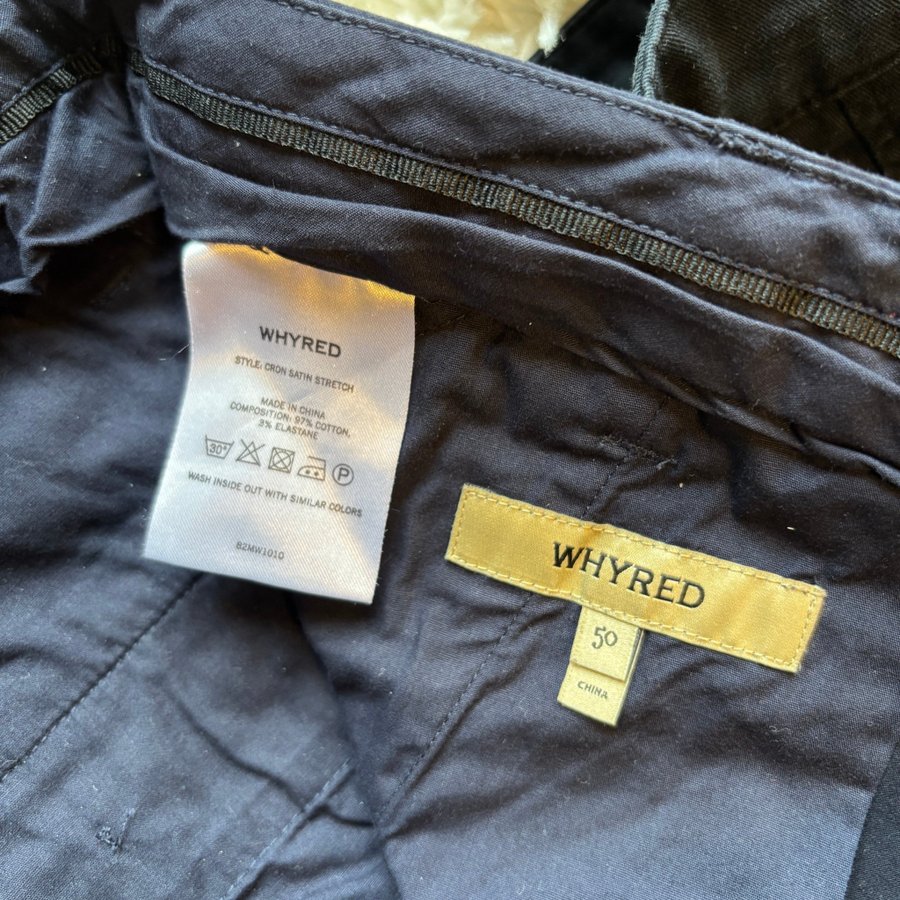 WHYRED
STYLE: CRON SATIN STRETCH
MADE IN CHINA
COMPOSITION: 97% COTTON,
3% ELASTANE
30°
P
WASH INSIDE OUT WITH SIMILAR COLORS
82MW1010
WHYRED
50
CHINA